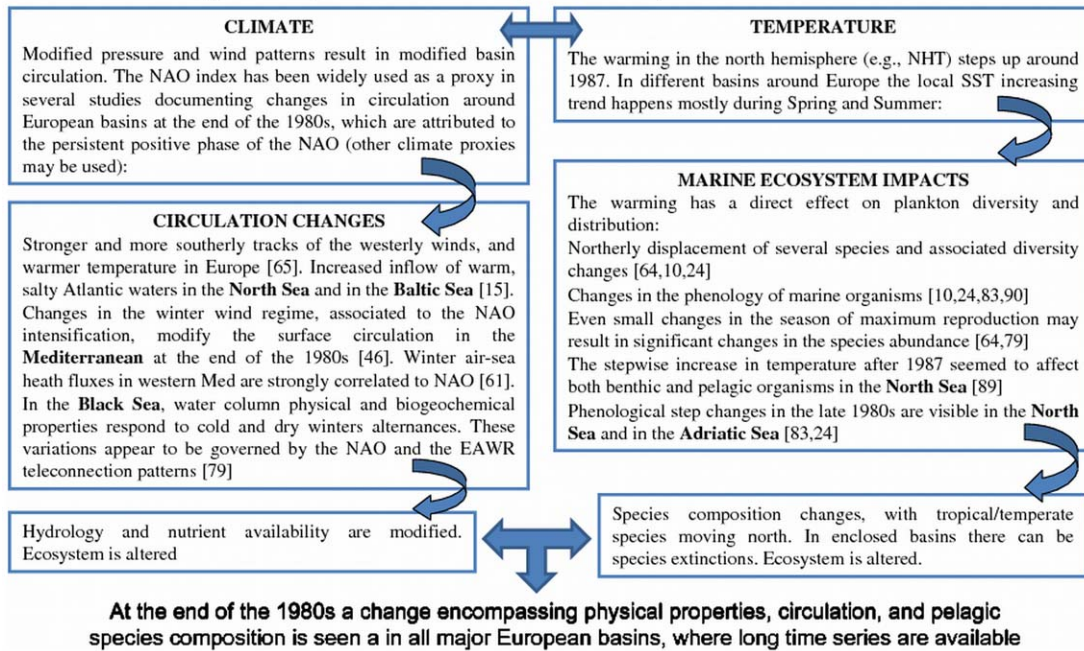 CLIMATE
Modified pressure and wind patterns result in modified basin
circulation. The NAO index has been widely used as a proxy in
several studies documenting changes in circulation around
European basins at the end of the 1980s, which are attributed to
the persistent positive phase of the NAO (other climate proxies
may be used):
TEMPERATURE
The warming in the north hemisphere (e.g., NHT) steps up around
1987. In different basins around Europe the local SST increasing
trend happens mostly during Spring and Summer:
CIRCULATION CHANGES
Stronger and more southerly tracks of the westerly winds, and
warmer temperature in Europe [65]. Increased inflow of warm,
salty Atlantic waters in the North Sea and in the Baltic Sea [15].
Changes in the winter wind regime, associated to the NAO
intensification, modify the surface circulation in the
Mediterranean at the end of the 1980s [46]. Winter air-sea
heath fluxes in western Med are strongly correlated to NAO [61].
In the Black Sea, water column physical and biogeochemical
properties respond to cold and dry winters alternances. These
variations appear to be governed by the NAO and the EAWR
teleconnection patterns [79]
MARINE ECOSYSTEM IMPACTS
The warming has a direct effect on plankton diversity and
distribution:
Northerly displacement of several species and associated diversity
changes [64,10,24]
Changes in the phenology of marine organisms [10,24,83,90]
Even small changes in the season of maximum reproduction may
result in significant changes in the species abundance [64,79]
The stepwise increase in temperature after 1987 seemed to affect
both benthic and pelagic organisms in the North Sea [89]
Phenological step changes in the late 1980s are visible in the North
Sea and in the Adriatic Sea [83,24]
Hydrology and nutrient availability are modified.
Ecosystem is altered
Species composition changes, with tropical/temperate
species moving north. In enclosed basins there can be
species extinctions. Ecosystem is altered.
At the end of the 1980s a change encompassing physical properties, circulation, and pelagic
species composition is seen a in all major European basins, where long time series are available